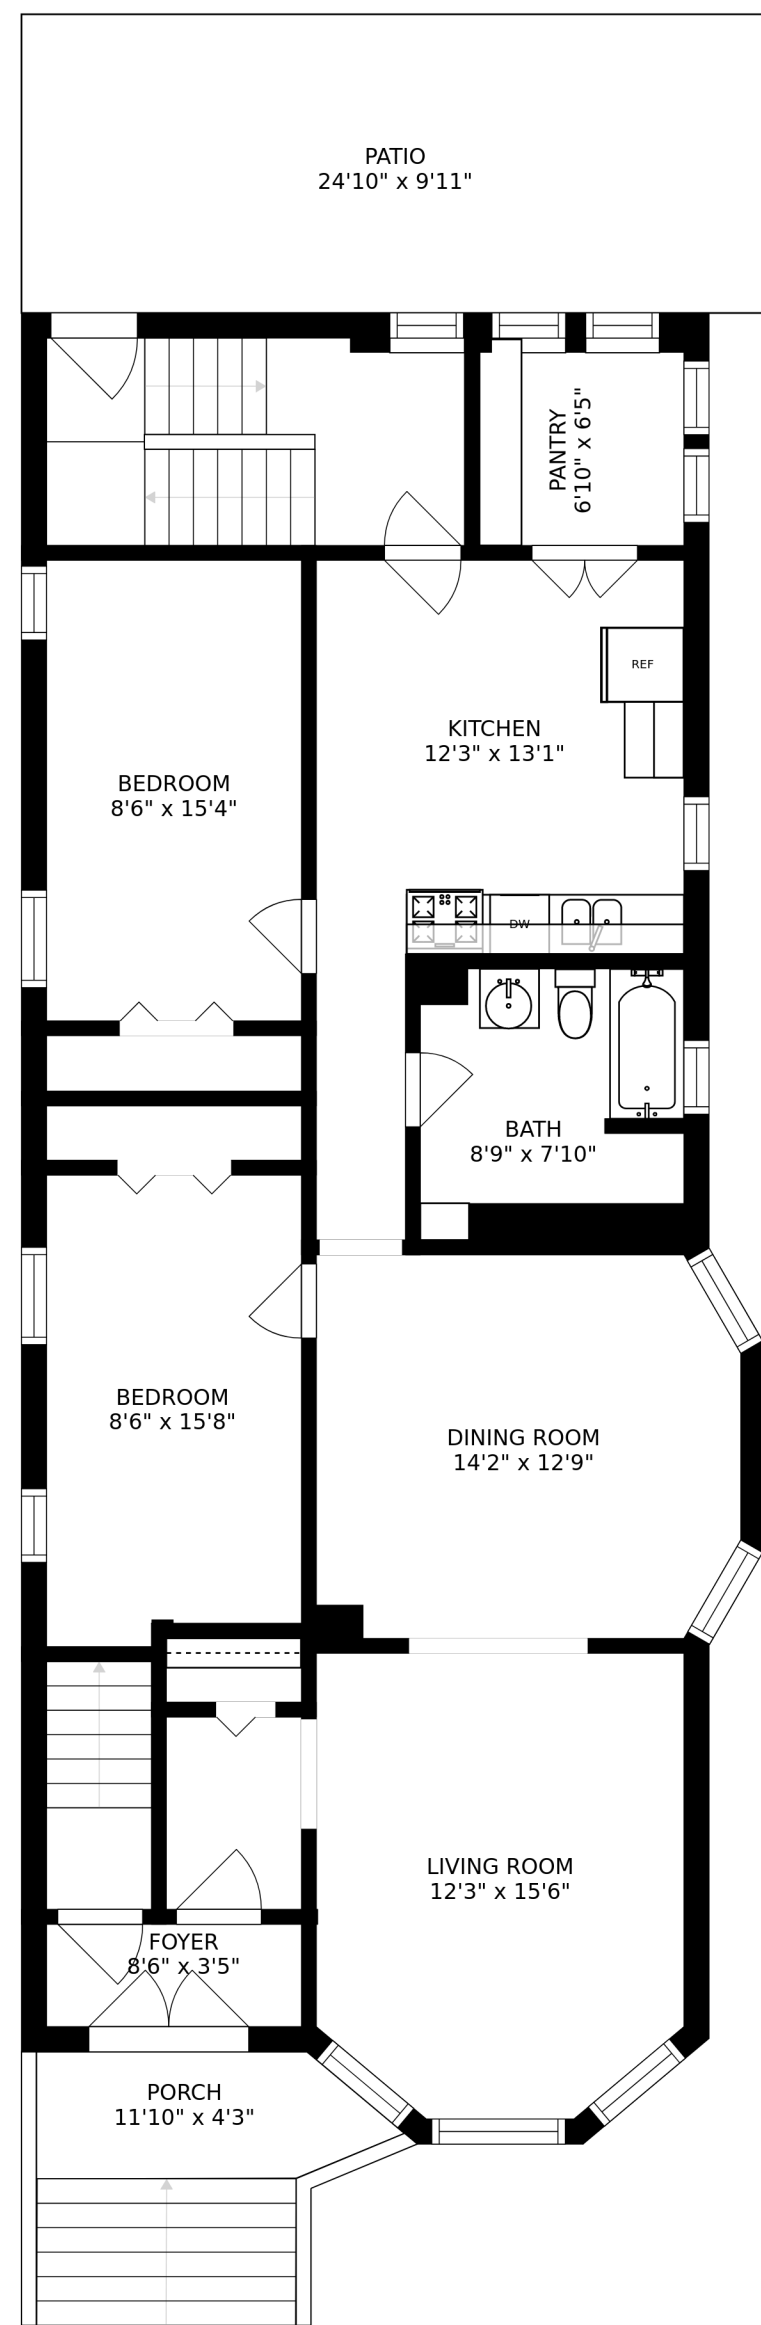 PATIO
24'10" x 9'11"
PANTRY
6'10" x 6'5"
REF
KITCHEN
12'3" x 13'1"
BEDROOM
8'6" x 15'4"
DW
BATH
8'9" x 7'10"
BEDROOM
8'6" x 15'8"
DINING ROOM
14'2" x 12'9"
LIVING ROOM
12'3" x 15'6"
FOYER
8'6" x 3'5"
PORCH
11'10" x 4'3"